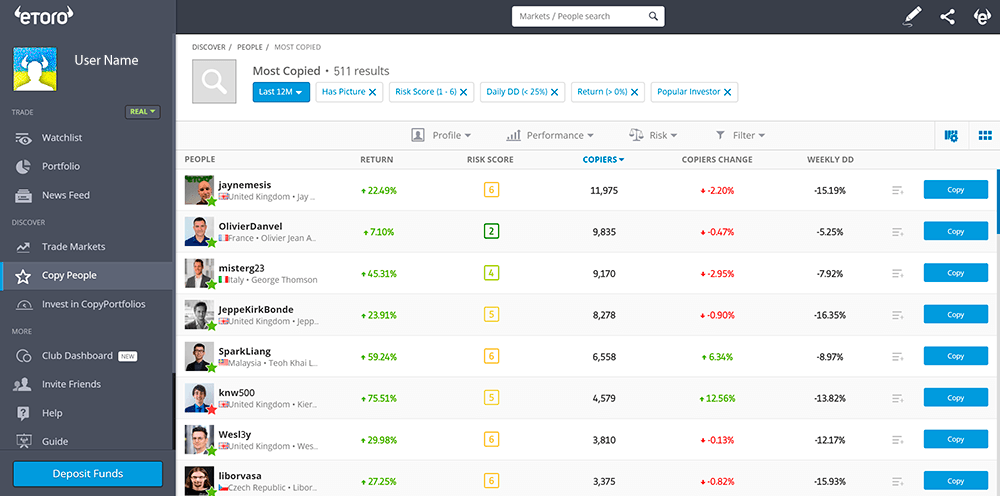 eToro
Markets / People search
User Name
TRADE
REAL
Watchlist
Portfolio
News Feed
DISCOVER
Trade Markets
Copy People
Invest in CopyPortfolios
MORE
Club Dashboard NEW
Invite Friends
Help
Guide
Deposit Funds
DISCOVER / PEOPLE / MOST COPIED
Most Copied • 511 results
Last 12M Has Picture X Risk Score (1 - 6) X Daily DD (< 25%) X Return (> 0%) X Popular Investor X
Profile Performance Risk Filter
PEOPLE RETURN RISK SCORE COPIERS COPIERS CHANGE WEEKLY DD
jaynemesis
United Kingdom • Jay ..
22.49% 6 11,975 -2.20% -15.19% Copy
OlivierDanvel
France • Olivier Jean A..
7.10% 2 9,835 -0.47% -5.25% Copy
misterg23
Italy • George Thomson
45.31% 4 9,170 -2.95% -7.92% Copy
JeppeKirkBonde
United Kingdom • Jepp..
23.91% 5 8,278 -0.90% -16.35% Copy
SparkLiang
Malaysia • Teoh Khai L..
59.24% 6 6,558 6.34% -8.97% Copy
knw500
United Kingdom • Kier..
75.51% 5 4,579 12.56% -13.82% Copy
Wesl3y
United Kingdom • Wes..
29.98% 6 3,810 -0.13% -12.17% Copy
liborvasa
Czech Republic • Libor..
27.25% 6 3,375 -0.82% -15.93% Copy